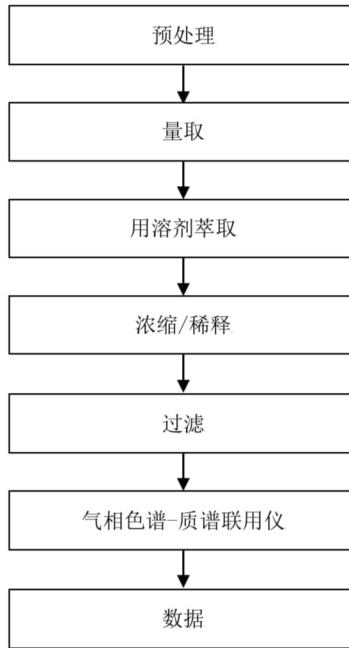 预处理
量取
用溶剂萃取
浓缩/稀释
过滤
气相色谱-质谱联用仪
数据